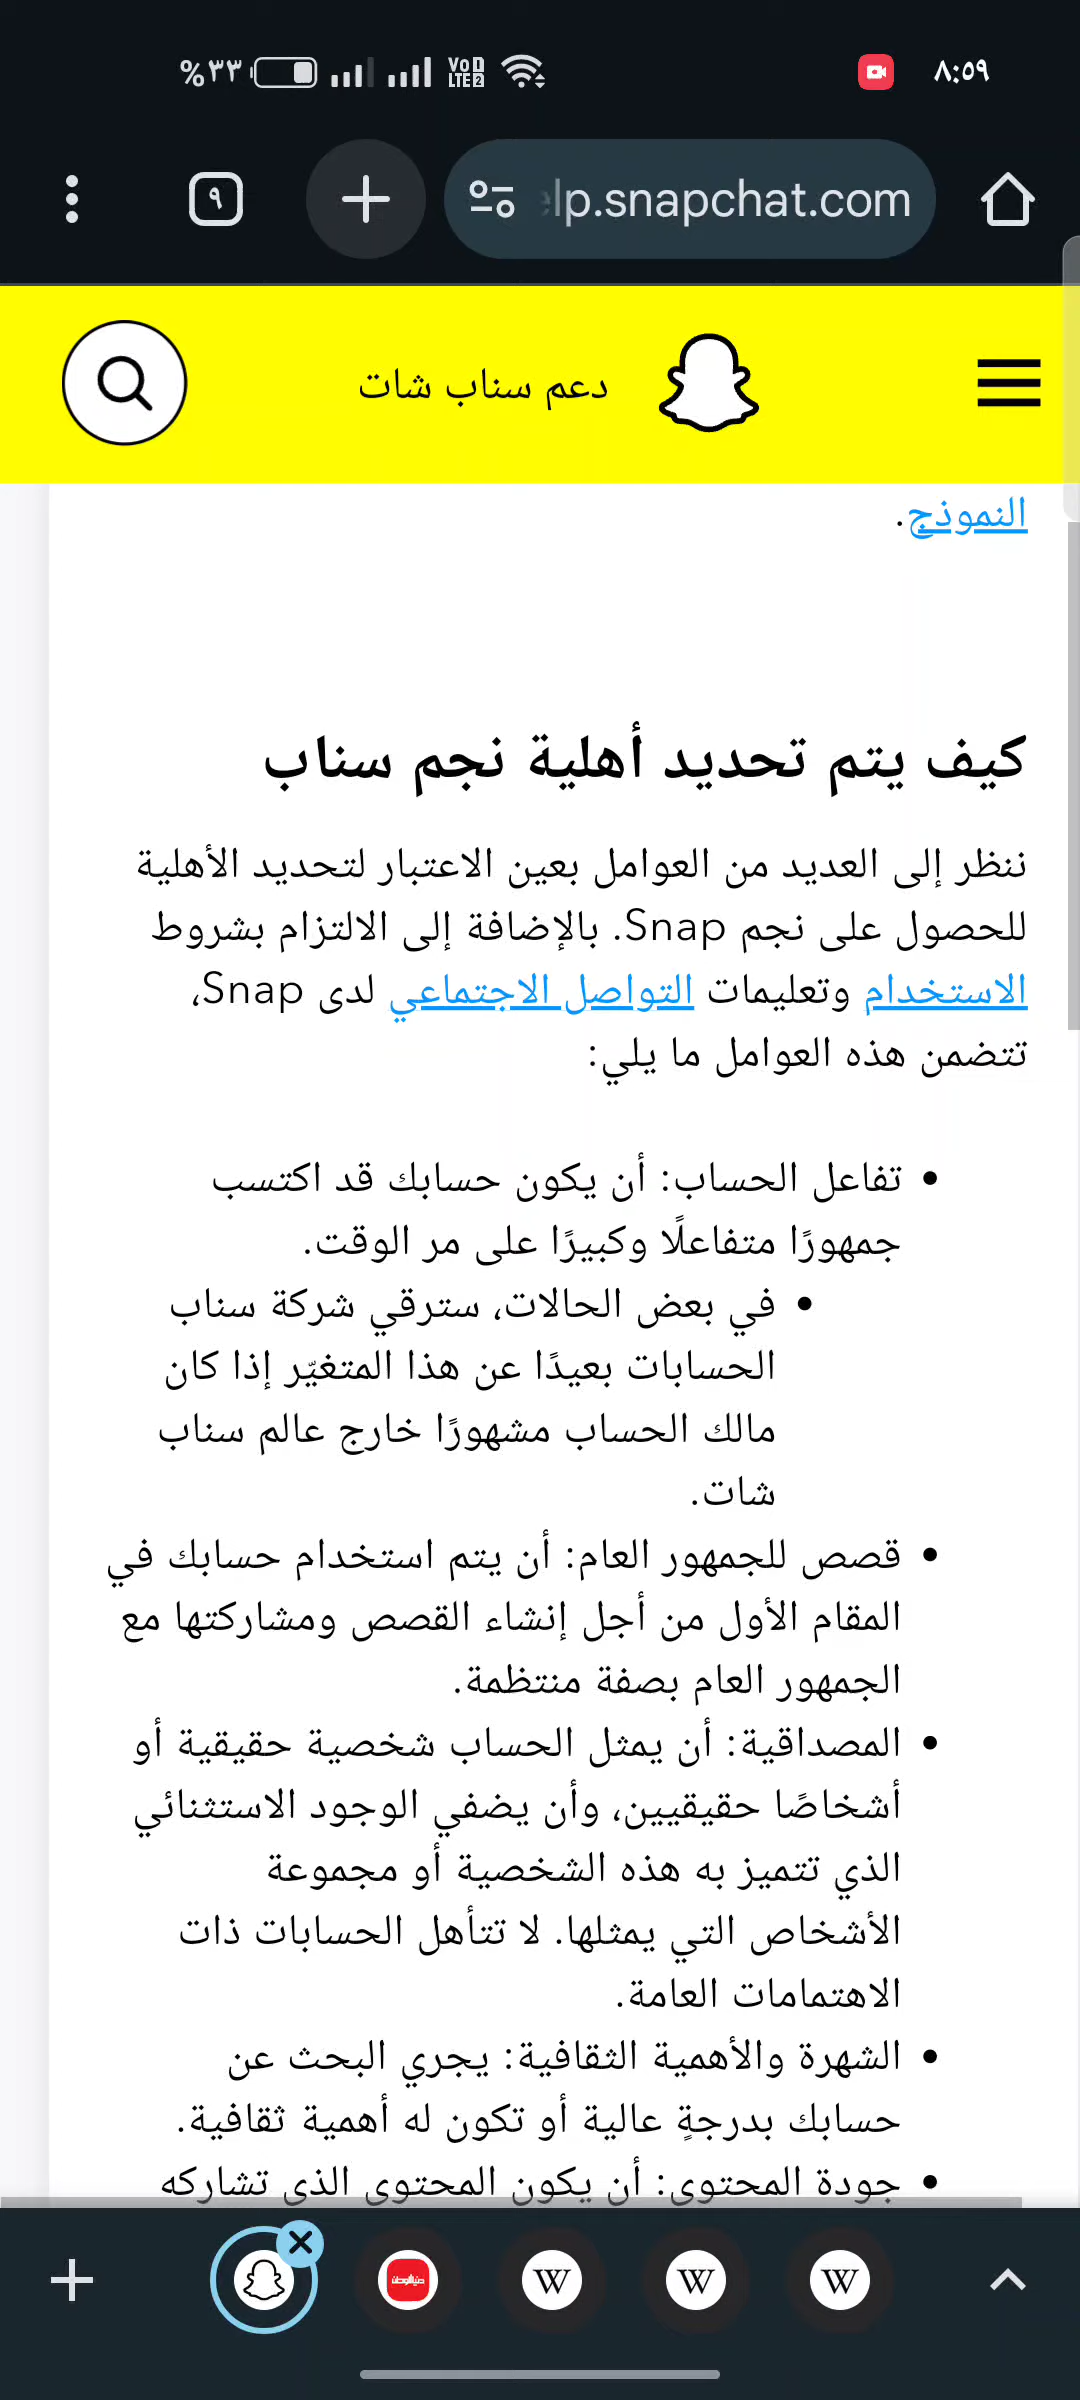 ٨:٥٩
VoD LTE2
%٣٣
lp.snapchat.com
٩
دعم سناب شات
النموذج.
كيف يتم تحديد أهلية نجم سناب
ننظر إلى العديد من العوامل بعين الاعتبار لتحديد الأهلية
للحصول على نجم Snap. بالإضافة إلى الالتزام بشروط
الاستخدام وتعليمات التواصل الاجتماعي لدى Snap،
تتضمن هذه العوامل ما يلي:
• تفاعل الحساب: أن يكون حسابك قد اكتسب
جمهورًا متفاعلًا وكبيرًا على مر الوقت.
• في بعض الحالات، سترقي شركة سناب
الحسابات بعيدًا عن هذا المتغيّر إذا كان
مالك الحساب مشهورًا خارج عالم سناب
شات.
• قصص للجمهور العام: أن يتم استخدام حسابك في
المقام الأول من أجل إنشاء القصص ومشاركتها مع
الجمهور العام بصفة منتظمة.
• المصداقية: أن يمثل الحساب شخصية حقيقية أو
أشخاصًا حقيقيين، وأن يضفي الوجود الاستثنائي
الذي تتميز به هذه الشخصية أو مجموعة
الأشخاص التي يمثلها. لا تتأهل الحسابات ذات
الاهتمامات العامة.
• الشهرة والأهمية الثقافية: يجري البحث عن
حسابك بدرجةٍ عالية أو تكون له أهمية ثقافية.
• جودة المحتوى: أن يكون المحتوى الذي تشاركه
دنيا الوطن
W
W
W